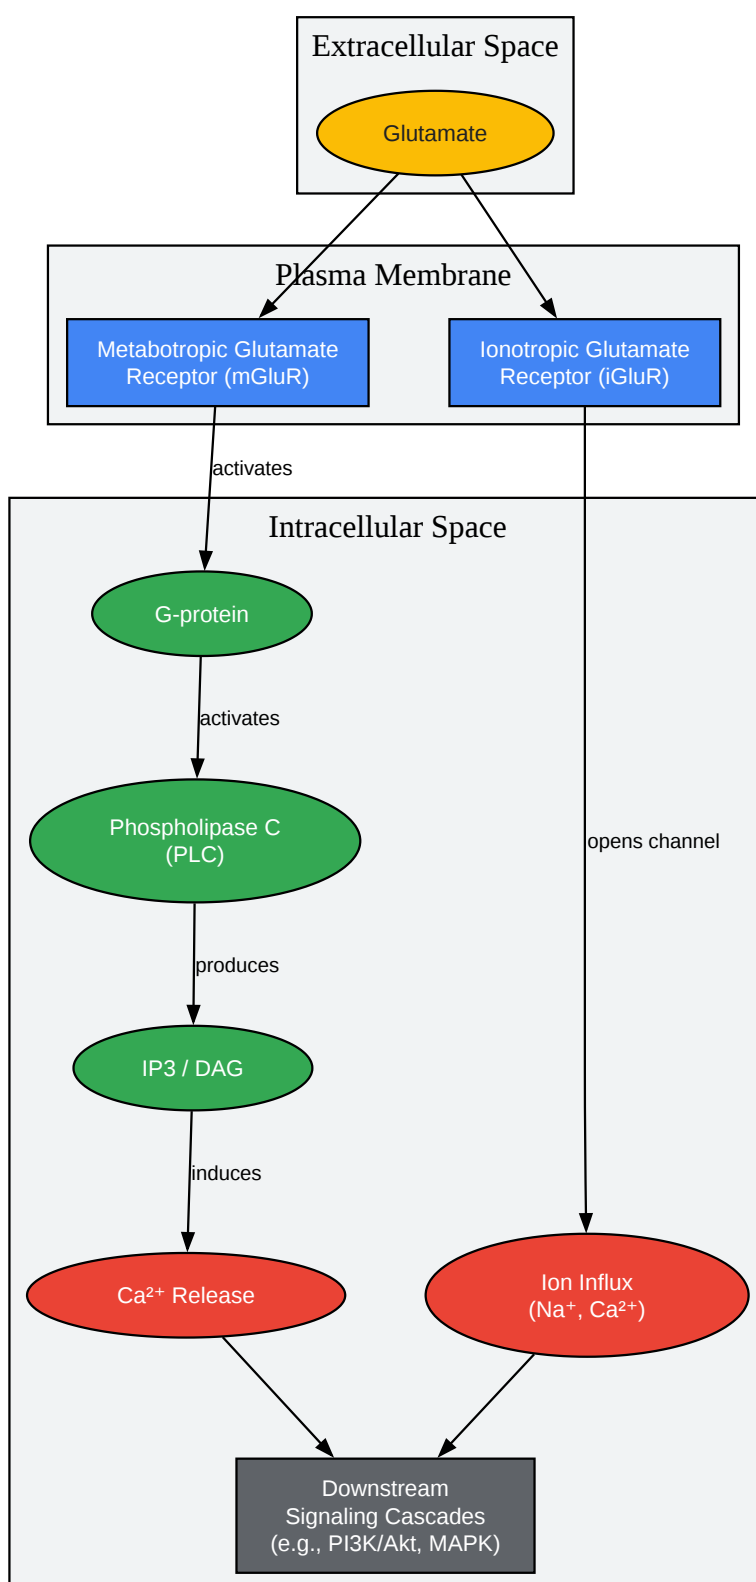 Extracellular Space
Glutamate
Plasma Membrane
Metabotropic Glutamate
Receptor (mGluR)
Ionotropic Glutamate
Receptor (iGluR)
activates
Intracellular Space
G-protein
activates
Phospholipase C
(PLC)
opens channel
produces
IP3 / DAG
induces
Ca²⁺ Release
Ion Influx
(Na⁺, Ca²⁺)
Downstream
Signaling Cascades
(e.g., PI3K/Akt, MAPK)